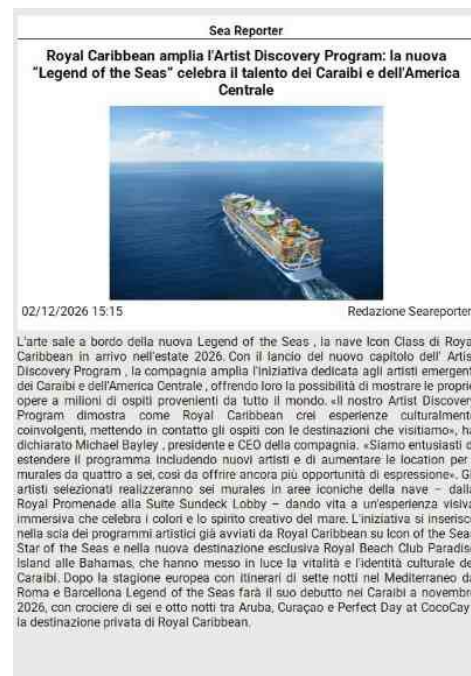 Sea Reporter
Royal Caribbean amplia l'Artist Discovery Program: la nuova
"Legend of the Seas" celebra il talento dei Caraibi e dell'America
Centrale
02/12/2026 15:15
Redazione Seareporter
L'arte sale a bordo della nuova Legend of the Seas , la nave Icon Class di Roya
Caribbean in arrivo nell'estate 2026. Con il lancio del nuovo capitolo dell' Artis
Discovery Program , la compagnia amplia l'iniziativa dedicata agli artisti emergent
dei Caraibi e dell'America Centrale , offrendo loro la possibilità di mostrare le proprie
opere a milioni di ospiti provenienti da tutto il mondo. «Il nostro Artist Discovery
Program dimostra come Royal Caribbean crei esperienze culturalmente
coinvolgenti, mettendo in contatto gli ospiti con le destinazioni che visitiamo», ha
dichiarato Michael Bayley , presidente e CEO della compagnia. «Siamo entusiasti d
estendere il programma includendo nuovi artisti e di aumentare le location per
murales da quattro a sei, così da offrire ancora più opportunità di espressione». Gl
artisti selezionati realizzeranno sei murales in aree iconiche della nave – dalla
Royal Promenade alla Suite Sundeck Lobby – dando vita a un'esperienza visiva
immersiva che celebra i colori e lo spirito creativo del mare. L'iniziativa si inserisce
nella scia dei programmi artistici già avviati da Royal Caribbean su Icon of the Sea
Star of the Seas e nella nuova destinazione esclusiva Royal Beach Club Paradis
Island alle Bahamas, che hanno messo in luce la vitalità e l'identità culturale de
Caraibi. Dopo la stagione europea con itinerari di sette notti nel Mediterraneo da
Roma e Barcellona Legend of the Seas farà il suo debutto nei Caraibi a novembre
2026, con crociere di sei e otto notti tra Aruba, Curaçao e Perfect Day at CocoCay
la destinazione privata di Royal Caribbean.